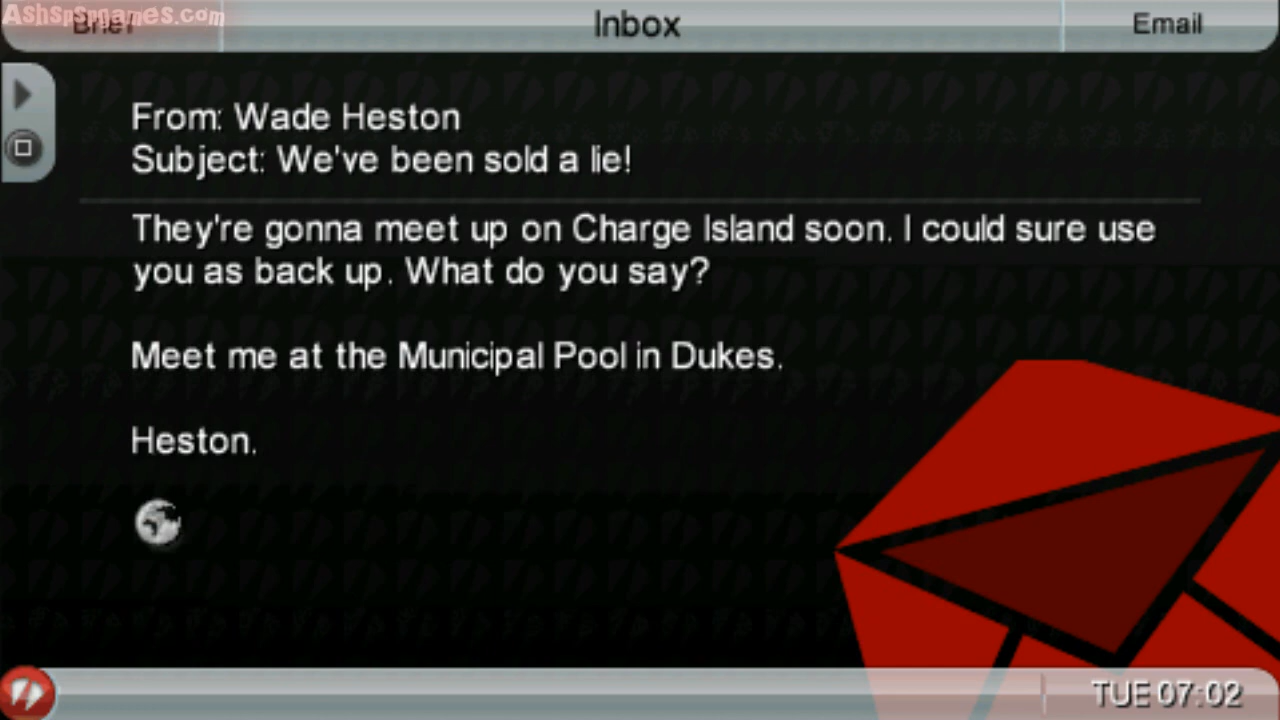 AshSpSpgames.com
Brief
Inbox
Email
From: Wade Heston
Subject: We've been sold a lie!
They're gonna meet up on Charge Island soon. I could sure use
you as back up. What do you say?
Meet me at the Municipal Pool in Dukes.
Heston.
TUE 07:02